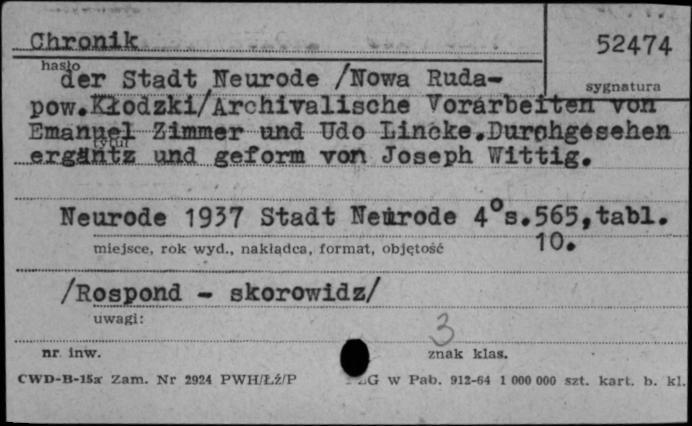 Chronik
52474
hasło
der Stadt Neurode /Nowa Ruda-
sygnatura
pow.Kłodzki/Archivalische Vorarbeiten von
Emanuel Zimmer und Udo Lincke.Durchgesehen
tytuł
ergäntz und geform von Joseph Wittig.
Neurode 1937 Stadt Neurode 4°s.565,tabl.
10.
miejsce, rok wyd., nakładca, format, objętość
/Rospond - skorowidz/
uwagi:
3
nr. inw.
znak klas.
CWD-B-15a Zam. Nr 2924 PWH/Łź/P
w Pab. 912-64 1 000 000 szt. kart. b. kl.